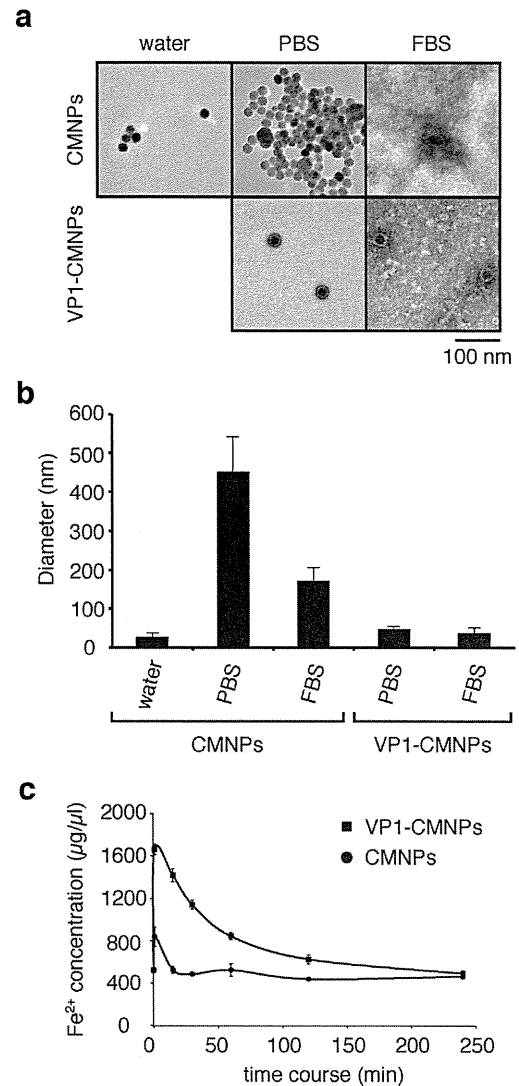 a
water PBS FBS
CMNPs
VP1-CMNPs
100 nm
b
Diameter (nm)
600
500
400
300
200
100
0
water PBS FBS PBS FBS
CMNPs VP1-CMNPs
c
Fe²⁺ concentration (µg/µl)
2000
1600
1200
800
400
0
VP1-CMNPs
CMNPs
0 50 100 150 200 250
time course (min)